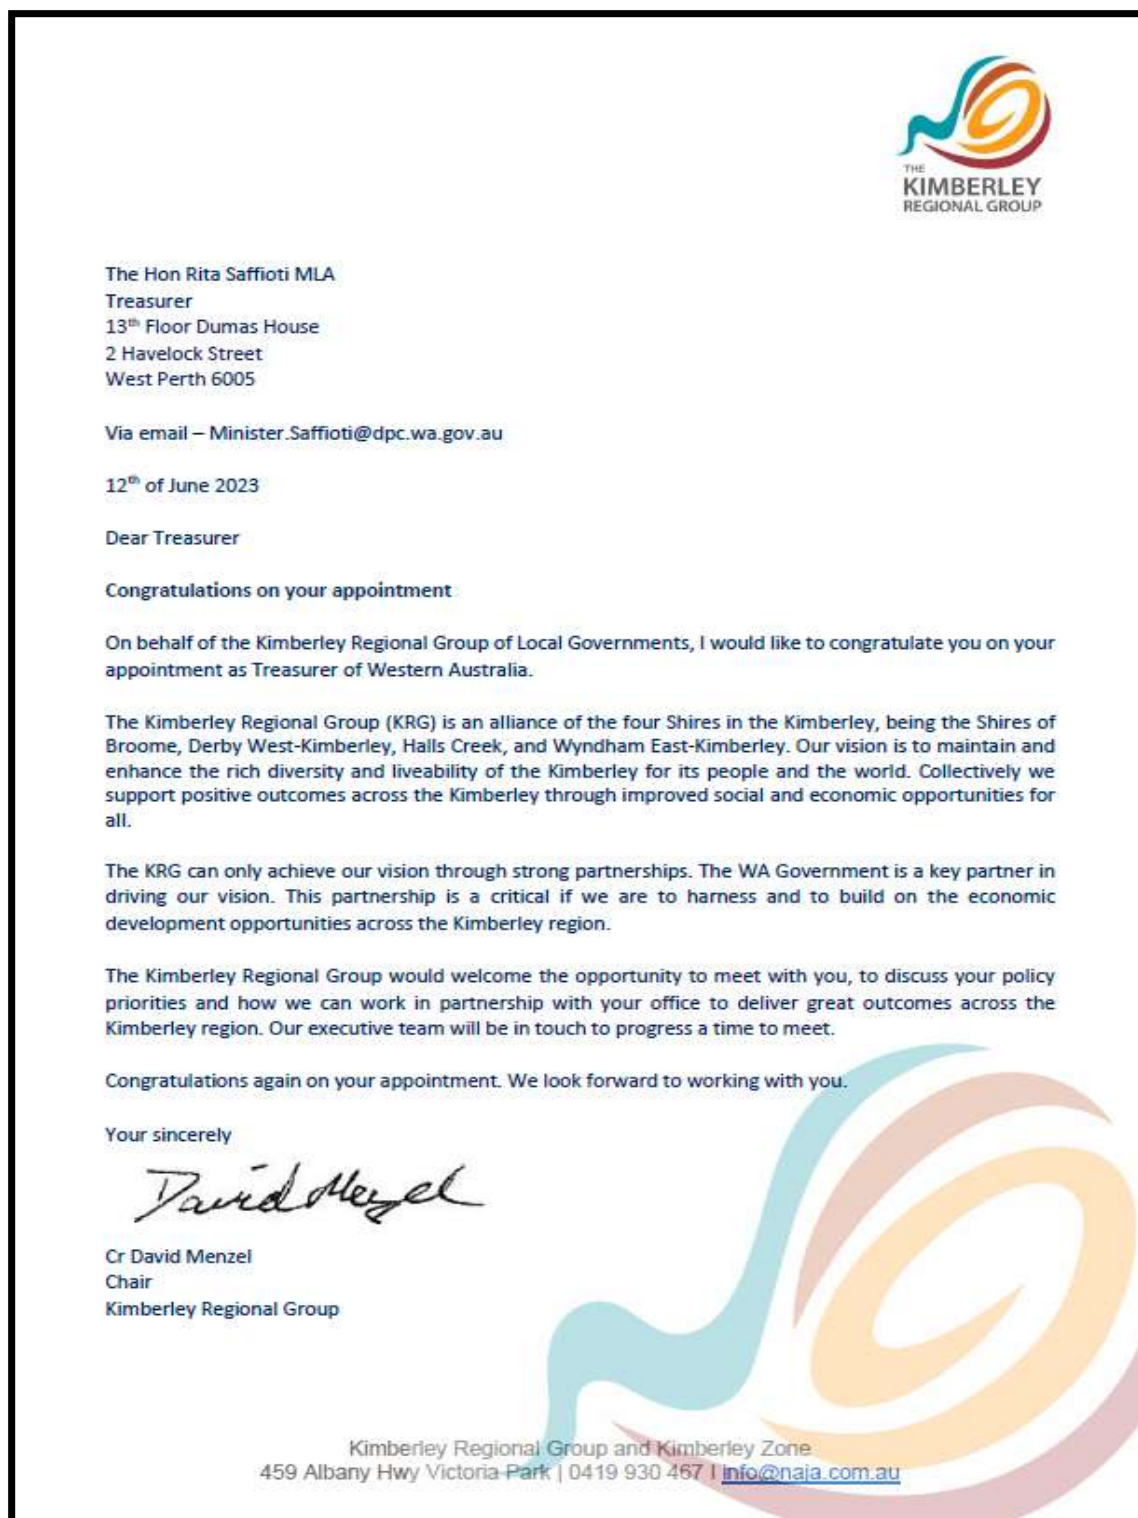 THE
KIMBERLEY
REGIONAL GROUP
The Hon Rita Saffioti MLA
Treasurer
13th Floor Dumas House
2 Havelock Street
West Perth 6005
Via email – Minister.Saffioti@dpc.wa.gov.au
12th of June 2023
Dear Treasurer
Congratulations on your appointment
On behalf of the Kimberley Regional Group of Local Governments, I would like to congratulate you on your
appointment as Treasurer of Western Australia.
The Kimberley Regional Group (KRG) is an alliance of the four Shires in the Kimberley, being the Shires of
Broome, Derby West-Kimberley, Halls Creek, and Wyndham East-Kimberley. Our vision is to maintain and
enhance the rich diversity and liveability of the Kimberley for its people and the world. Collectively we
support positive outcomes across the Kimberley through improved social and economic opportunities for
all.
The KRG can only achieve our vision through strong partnerships. The WA Government is a key partner in
driving our vision. This partnership is a critical if we are to harness and to build on the economic
development opportunities across the Kimberley region.
The Kimberley Regional Group would welcome the opportunity to meet with you, to discuss your policy
priorities and how we can work in partnership with your office to deliver great outcomes across the
Kimberley region. Our executive team will be in touch to progress a time to meet.
Congratulations again on your appointment. We look forward to working with you.
Your sincerely
David Menzel
Cr David Menzel
Chair
Kimberley Regional Group
Kimberley Regional Group and Kimberley Zone
459 Albany Hwy Victoria Park | 0419 930 467 I info@naja.com.au